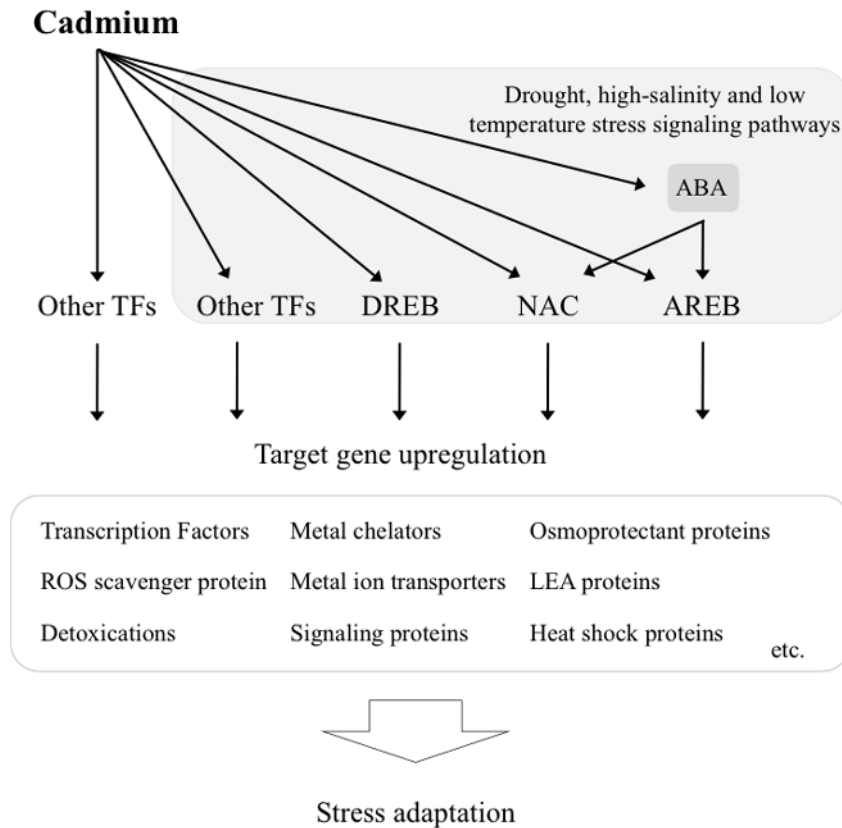 Cadmium
Drought, high-salinity and low
temperature stress signaling pathways
ABA
Other TFs
Other TFs
DREB
NAC
AREB
Target gene upregulation
Transcription Factors
Metal chelators
Osmoprotectant proteins
ROS scavenger protein
Metal ion transporters
LEA proteins
Detoxications
Signaling proteins
Heat shock proteins
etc.
Stress adaptation